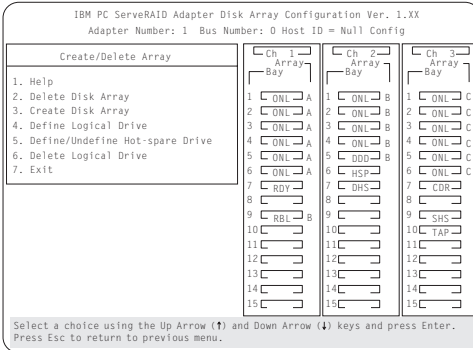 IBM PC ServeRAID Adapter Disk Array Configuration Ver. 1.XX
Adapter Number: 1 Bus Number: 0 Host ID = Null Config
Create/Delete Array
1. Help
2. Delete Disk Array
3. Create Disk Array
4. Define Logical Drive
5. Define/Undefine Hot-spare Drive
6. Delete Logical Drive
7. Exit
Ch 1
Array
Bay
1 ONL A
2 ONL A
3 ONL A
4 ONL A
5 ONL A
6 ONL A
7 RDY
8
9 RBL B
10
11
12
13
14
15
Ch 2
Array
Bay
1 ONL B
2 ONL B
3 ONL B
4 ONL B
5 DDD B
6 HSP
7 DHS
8
9
10
11
12
13
14
15
Ch 3
Array
Bay
1 ONL C
2 ONL C
3 ONL C
4 ONL C
5 ONL C
6 ONL C
7 CDR
8
9 SHS
10 TAP
11
12
13
14
15
Select a choice using the Up Arrow (↑) and Down Arrow (↓) keys and press Enter.
Press Esc to return to previous menu.